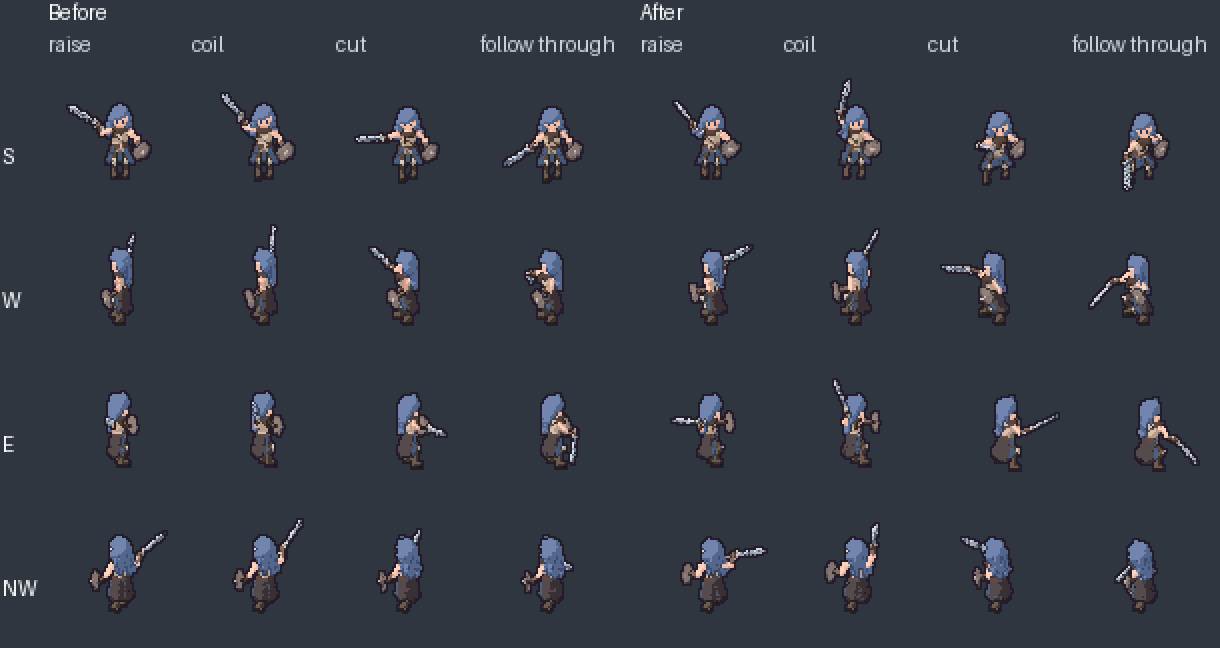 Before After
raise coil cut follow through raise coil cut follow through
S
W
E
NW